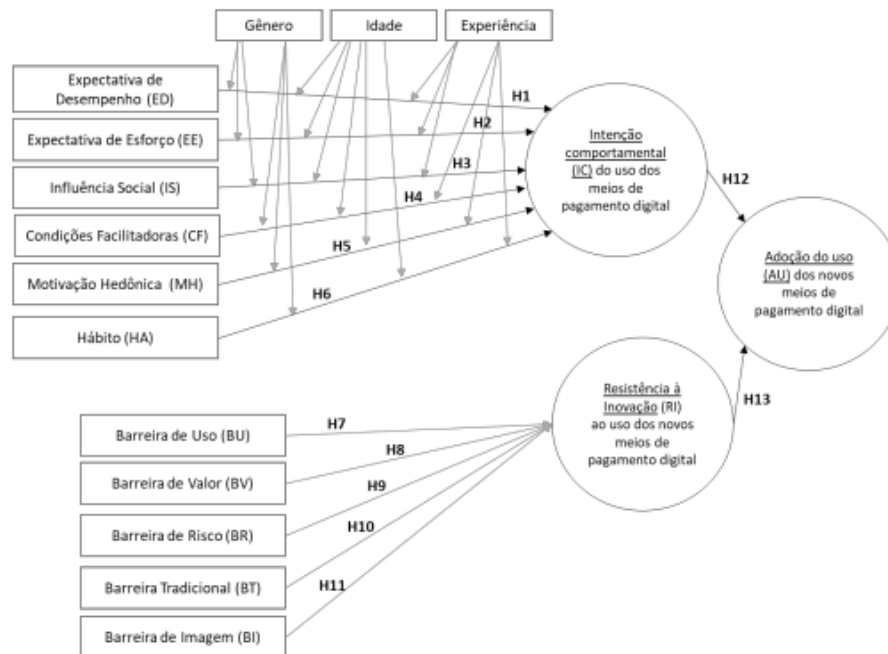 Gênero
Idade
Experiência
Expectativa de
Desempenho (ED)
Expectativa de Esforço (EE)
Influência Social (IS)
Condições Facilitadoras (CF)
Motivação Hedônica (MH)
Hábito (HA)
H1
H2
H3
H4
H5
H6
Intenção
comportamental
(IC) do uso dos
meios de
pagamento digital
H12
Adoção do uso
(AU) dos novos
meios de
pagamento digital
H13
Resistência à
Inovação (RI)
ao uso dos novos
meios de
pagamento digital
Barreira de Uso (BU)
Barreira de Valor (BV)
Barreira de Risco (BR)
Barreira Tradicional (BT)
Barreira de Imagem (BI)
H7
H8
H9
H10
H11